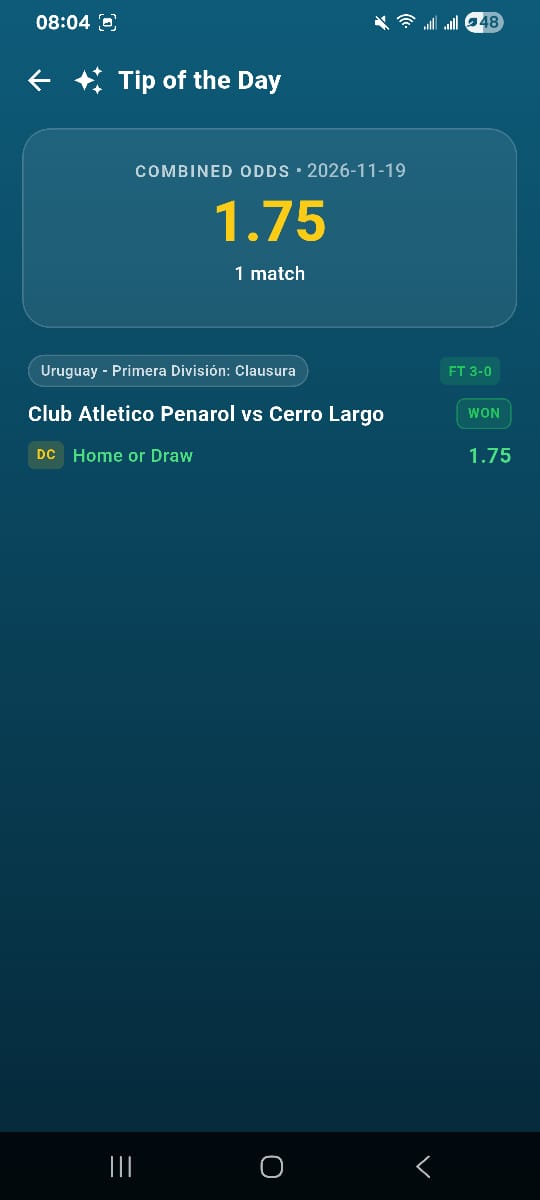 08:04 48
Tip of the Day
COMBINED ODDS • 2026-11-19
1.75
1 match
Uruguay - Primera División: Clausura FT 3-0
Club Atletico Penarol vs Cerro Largo WON
DC Home or Draw 1.75